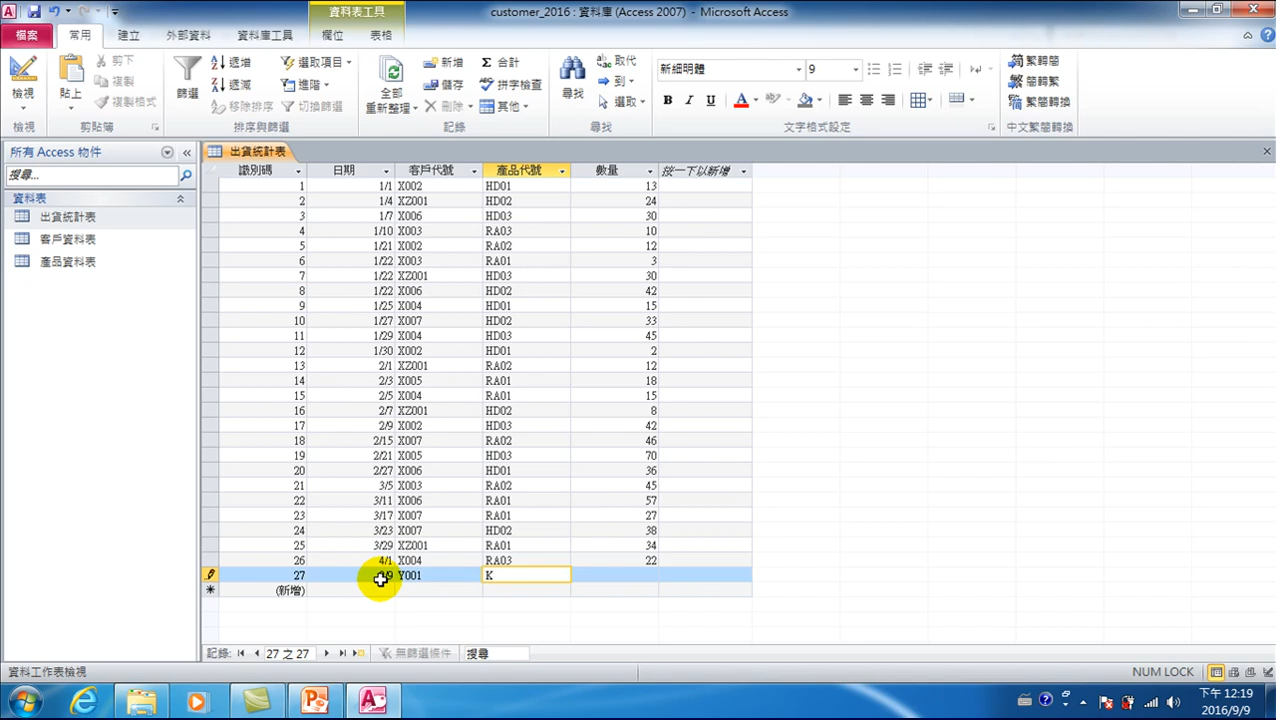 customer_2016 : 資料庫 (Access 2007) - Microsoft Access
資料表工具
檔案 常用 建立 外部資料 資料庫工具 欄位 表格
檢視
貼上
剪下
複製
複製格式
篩選
遞增
遞減
移除排序
選取項目
進階
切換篩選
全部
重新整理
新增
儲存
刪除
合計
拼字檢查
其他
尋找
取代
到
選取
新細明體 9
B I U A
繁轉簡
簡轉繁
繁簡轉換
檢視 剪貼簿 排序與篩選 記錄 尋找 文字格式設定 中文繁簡轉換
所有 Access 物件
搜尋...
資料表
出貨統計表
客戶資料表
產品資料表
出貨統計表
識別碼 日期 客戶代號 產品代號 數量 按一下以新增
1 1/1 X002 HD01 13
2 1/4 XZ001 HD02 24
3 1/7 X006 HD03 30
4 1/10 X003 RA03 10
5 1/21 X002 RA02 12
6 1/22 X003 RA01 3
7 1/22 XZ001 HD03 30
8 1/22 X006 HD02 42
9 1/25 X004 HD01 15
10 1/27 X007 HD02 33
11 1/29 X004 HD03 45
12 1/30 X002 HD01 2
13 2/1 XZ001 RA02 12
14 2/3 X005 RA01 18
15 2/5 X004 RA01 15
16 2/7 XZ001 HD02 8
17 2/9 X002 HD03 42
18 2/15 X007 RA02 46
19 2/21 X005 HD03 70
20 2/27 X006 HD01 36
21 3/5 X003 RA02 45
22 3/11 X006 RA01 57
23 3/17 X007 RA01 27
24 3/23 X007 HD02 38
25 3/29 XZ001 RA01 34
26 4/1 X004 RA03 22
27 Y001 K
(新增)
記錄: 27 之 27 無篩選條件 搜尋
資料工作表檢視 NUM LOCK
下午 12:19
2016/9/9